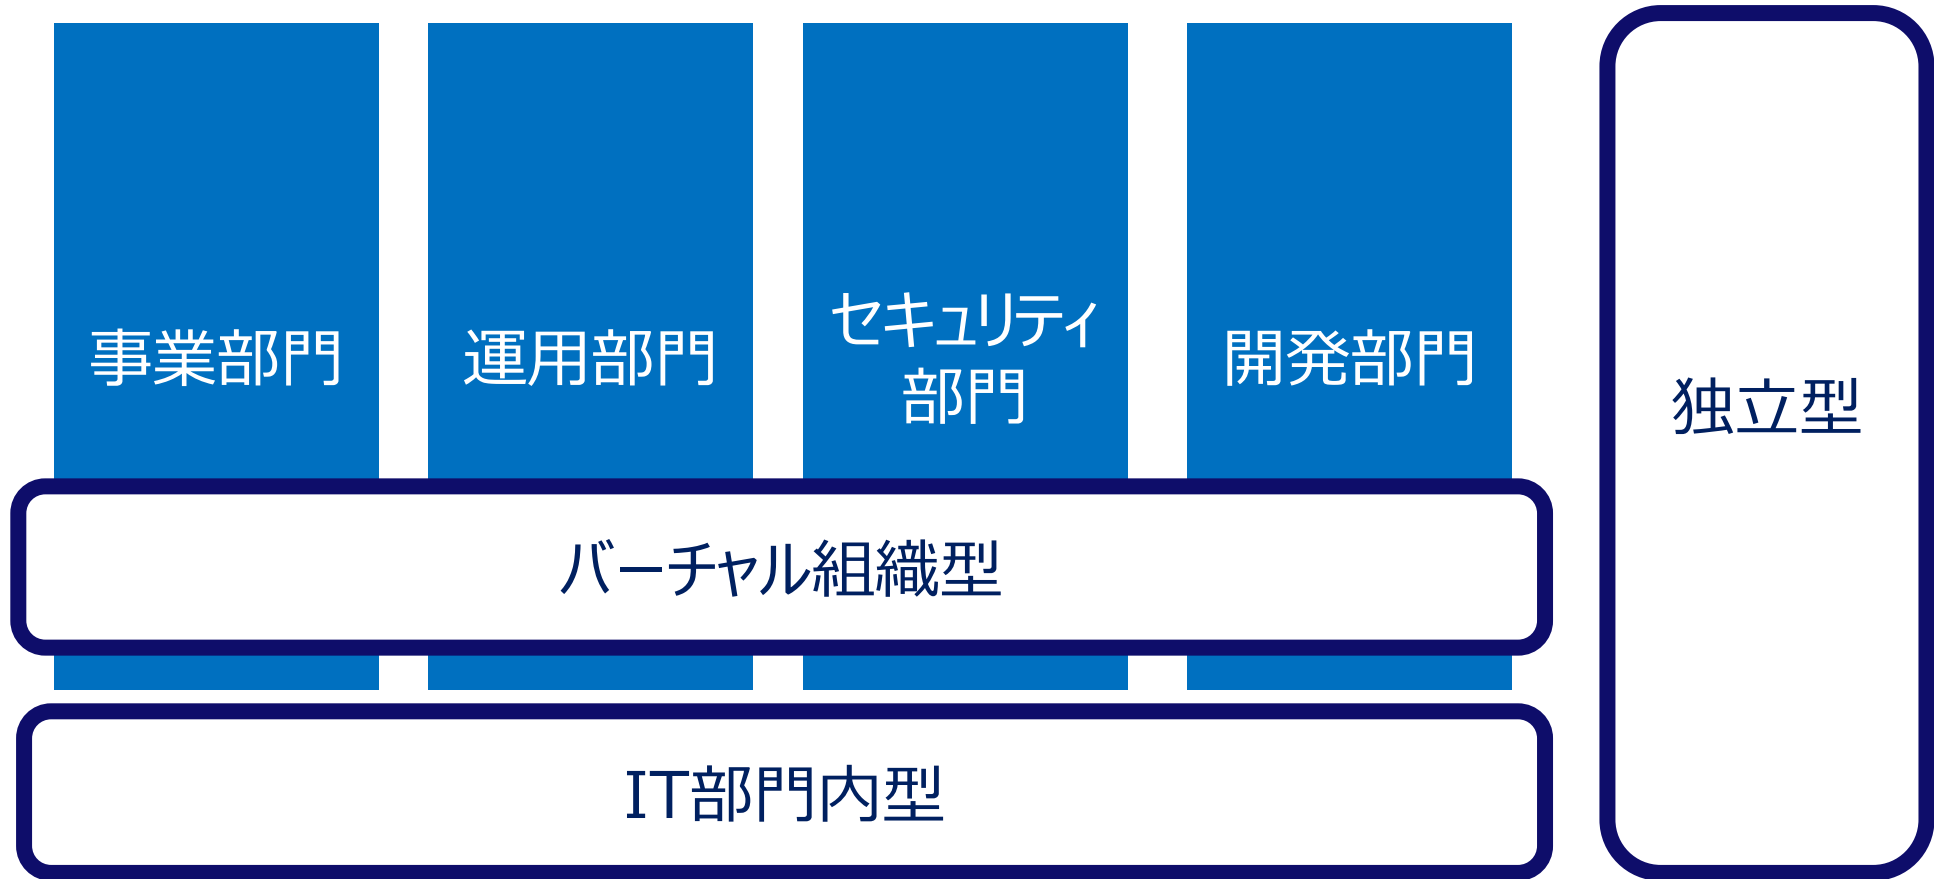 事業部門
運用部門
セキュリティ
部門
開発部門
独立型
バーチャル組織型
IT部門内型